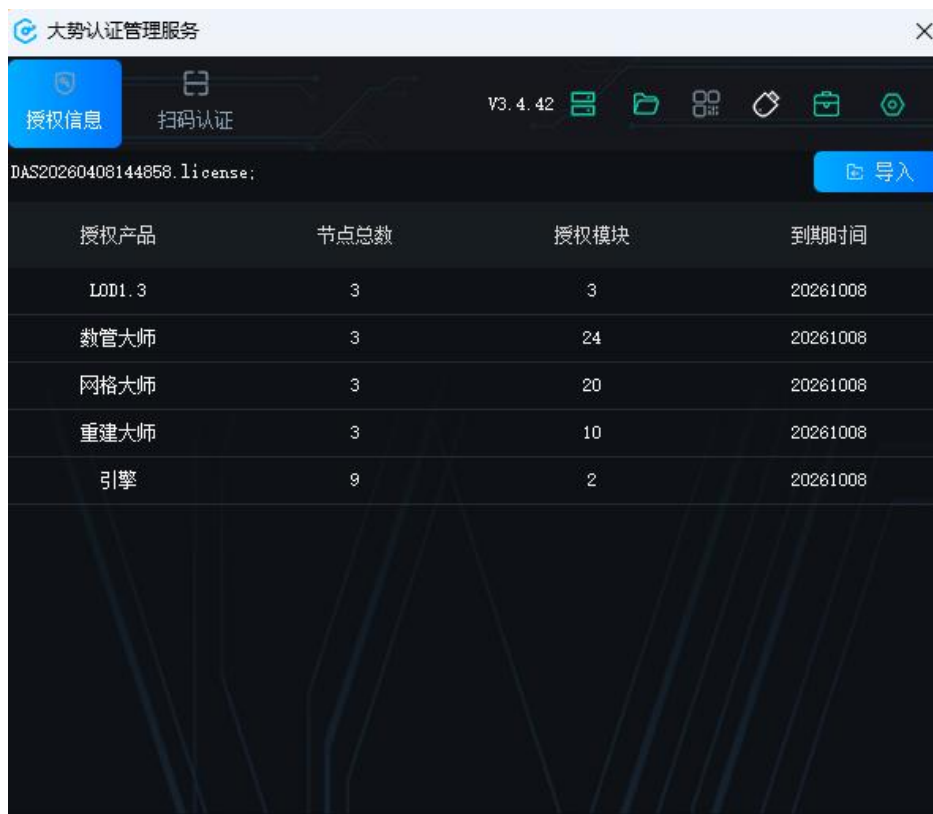 大势认证管理服务
授权信息 扫码认证 V3.4.42
DAS20260408144858.license; 导入
授权产品 节点总数 授权模块 到期时间
LOD1.3 3 3 20261008
数管大师 3 24 20261008
网格大师 3 20 20261008
重建大师 3 10 20261008
引擎 9 2 20261008